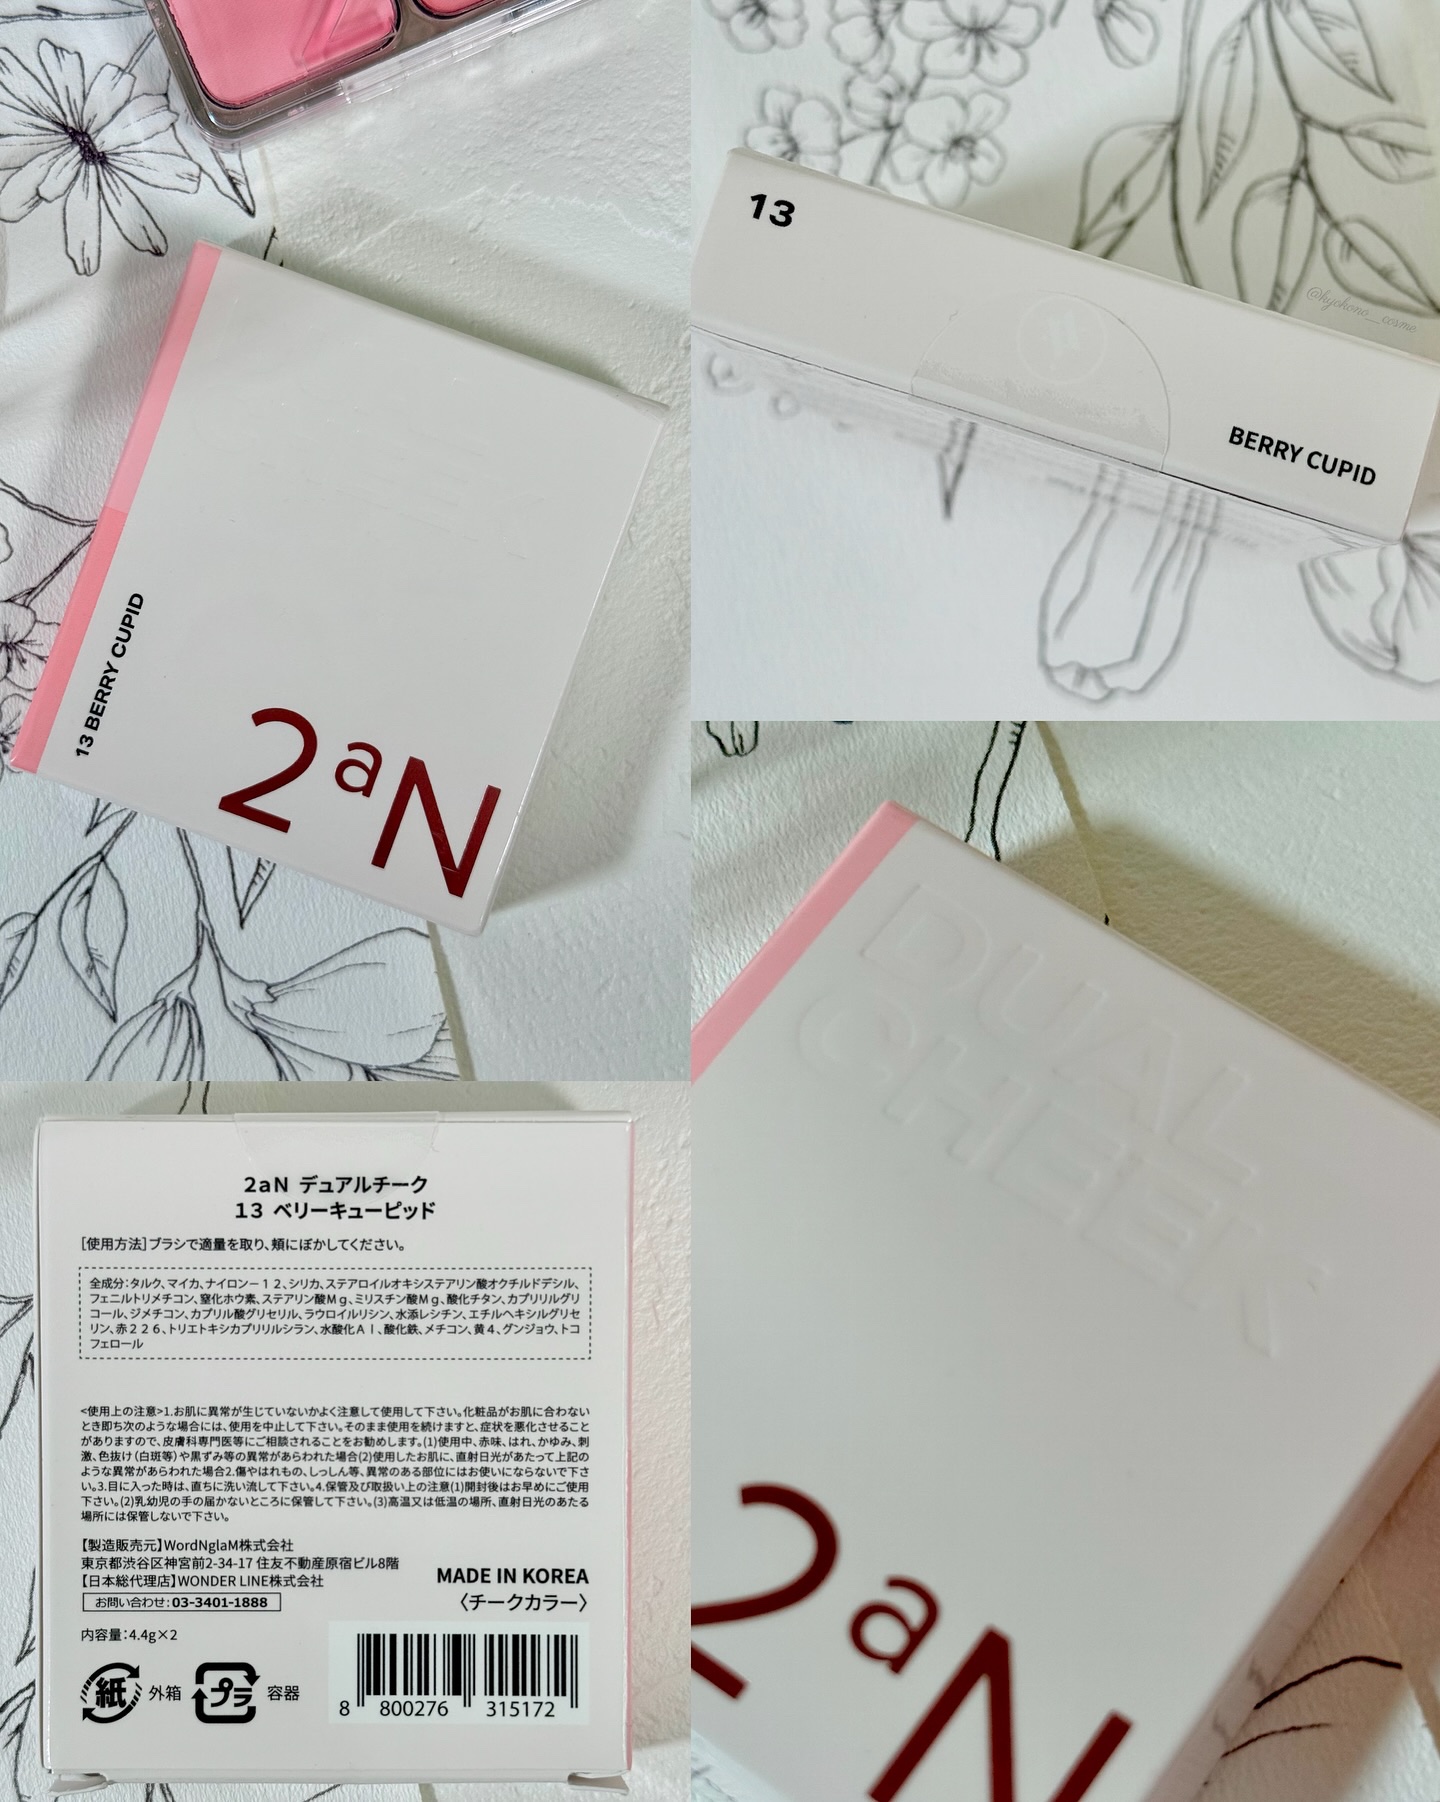 13 BERRY CUPID
2aN
13
@kyohono__cosme
BERRY CUPID
DUAL
CHEEK
2aN
2aN デュアルチーク
13 ベリーキューピッド
［使用方法］ブラシで適量を取り、頬にぼかしてください。
全成分：タルク、マイカ、ナイロン－１２、シリカ、ステアロイルオキシステアリン酸オクチルドデシル、
フェニルトリメチコン、窒化ホウ素、ステアリン酸Ｍｇ、ミリスチン酸Ｍｇ、酸化チタン、カプリリルグリ
コール、ジメチコン、カプリル酸グリセリル、ラウロイルリシン、水添レシチン、エチルヘキシルグリセ
リン、赤２２６、トリエトキシカプリリルシラン、水酸化Ａｌ、酸化鉄、メチコン、黄４、グンジョウ、トコ
フェロール
<使用上の注意>1.お肌に異常が生じていないかよく注意して使用して下さい。化粧品がお肌に合わない
とき即ち次のような場合には、使用を中止して下さい。そのまま使用を続けますと、症状を悪化させること
がありますので、皮膚科専門医等にご相談されることをお勧めします。(1)使用中、赤味、はれ、かゆみ、刺
激、色抜け(白斑等)や黒ずみ等の異常があらわれた場合(2)使用したお肌に、直射日光があたって上記の
ような異常があらわれた場合2.傷やはれもの、しっしん等、異常のある部位にはお使いにならないで下さ
い。3.目に入った時は、直ちに洗い流して下さい。4.保管及び取扱い上の注意(1)開封後はお早めにご使用
下さい。(2)乳幼児の手の届かないところに保管して下さい。(3)高温又は低温の場所、直射日光のあたる
場所には保管しないで下さい。
【製造販売元】WordNglaM株式会社
東京都渋谷区神宮前2-34-17 住友不動産原宿ビル8階
【日本総代理店】WONDER LINE株式会社
お問い合わせ：03-3401-1888
MADE IN KOREA
〈チークカラー〉
内容量：4.4g×2
紙 外箱 プラ 容器
8 800276 315172